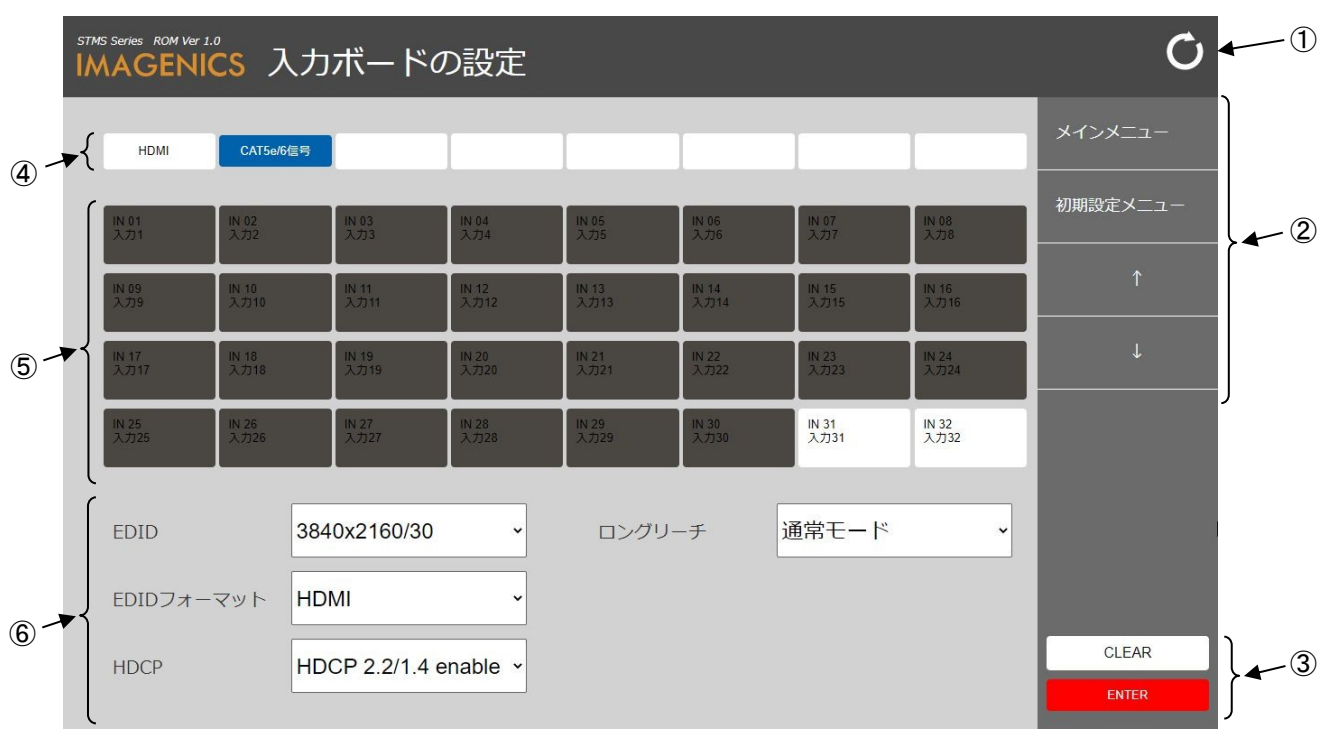 STMS Series ROM Ver 1.0
IMAGENICS 入力ボードの設定
①
メインメニュー
初期設定メニュー
↑
↓
②
④
HDMI CAT5e/6信号
⑤
IN 01 IN 02 IN 03 IN 04 IN 05 IN 06 IN 07 IN 08
入力1 入力2 入力3 入力4 入力5 入力6 入力7 入力8
IN 09 IN 10 IN 11 IN 12 IN 13 IN 14 IN 15 IN 16
入力9 入力10 入力11 入力12 入力13 入力14 入力15 入力16
IN 17 IN 18 IN 19 IN 20 IN 21 IN 22 IN 23 IN 24
入力17 入力18 入力19 入力20 入力21 入力22 入力23 入力24
IN 25 IN 26 IN 27 IN 28 IN 29 IN 30 IN 31 IN 32
入力25 入力26 入力27 入力28 入力29 入力30 入力31 入力32
⑥
EDID 3840x2160/30 ロングリーチ 通常モード
EDIDフォーマット HDMI
HDCP HDCP 2.2/1.4 enable
CLEAR
ENTER
③